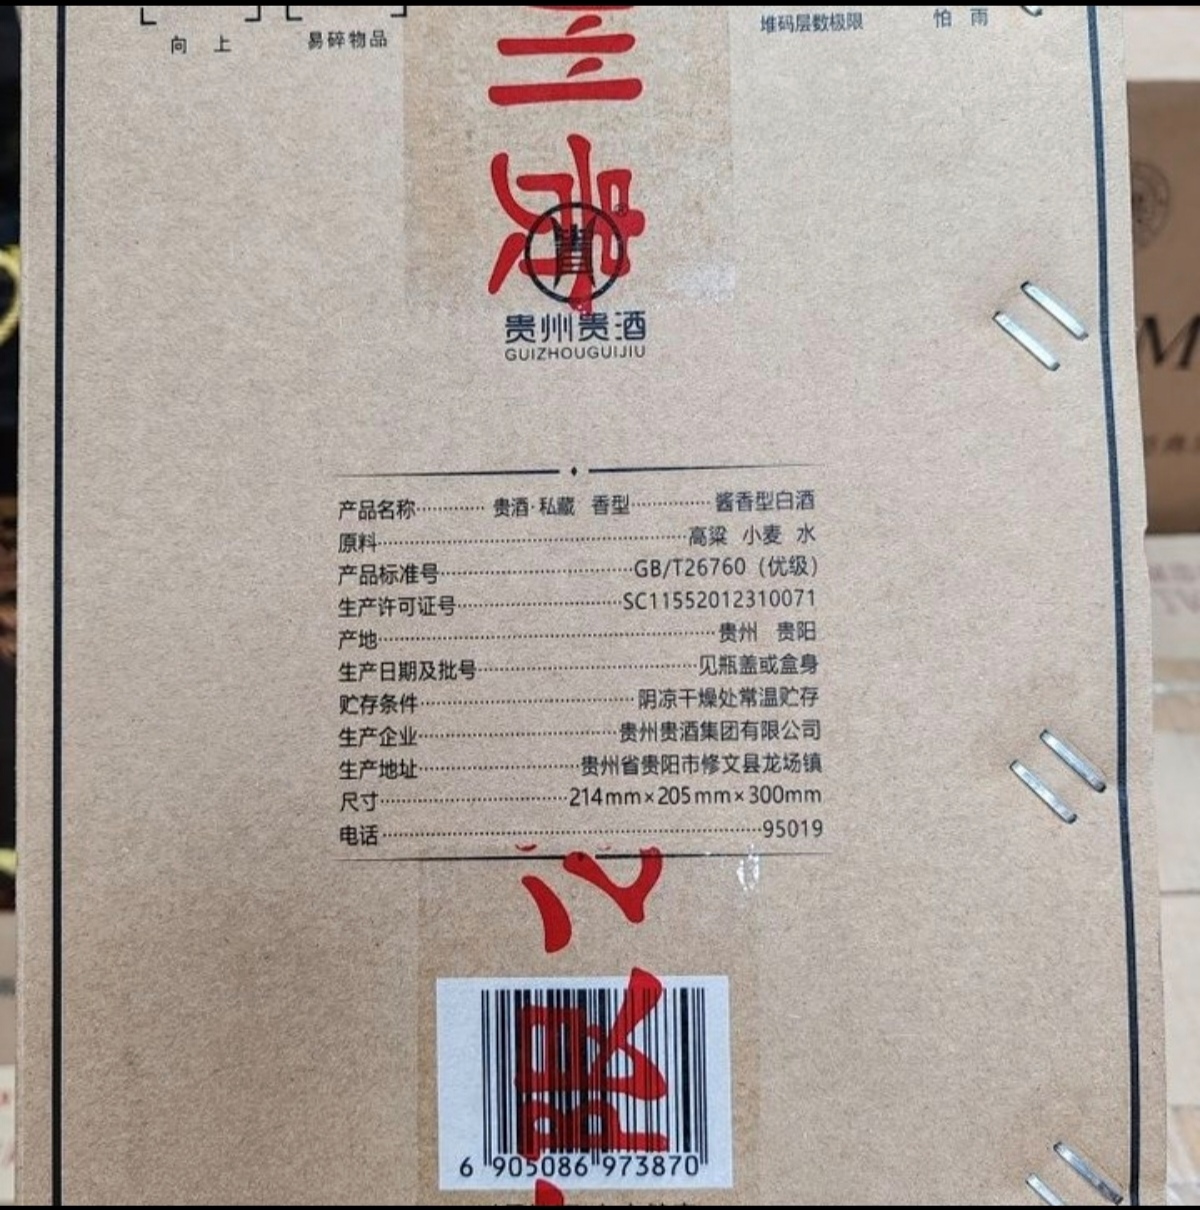 向 上
易碎物品
堆码层数极限
怕 雨
州
贵
贵州贵酒
GUIZHOUGUIJIU
产品名称············贵酒·私藏 香型··············酱香型白酒
原料······················································高粱 小麦 水
产品标准号··································GB/T26760（优级）
生产许可证号·····························SC11552012310071
产地···························································贵州 贵阳
生产日期及批号·······································见瓶盖或盒身
贮存条件······································阴凉干燥处常温贮存
生产企业···································贵州贵酒集团有限公司
生产地址····························贵州省贵阳市修文县龙场镇
尺寸·································214mm×205mm×300mm
电话···································································95019
6 905086 973870